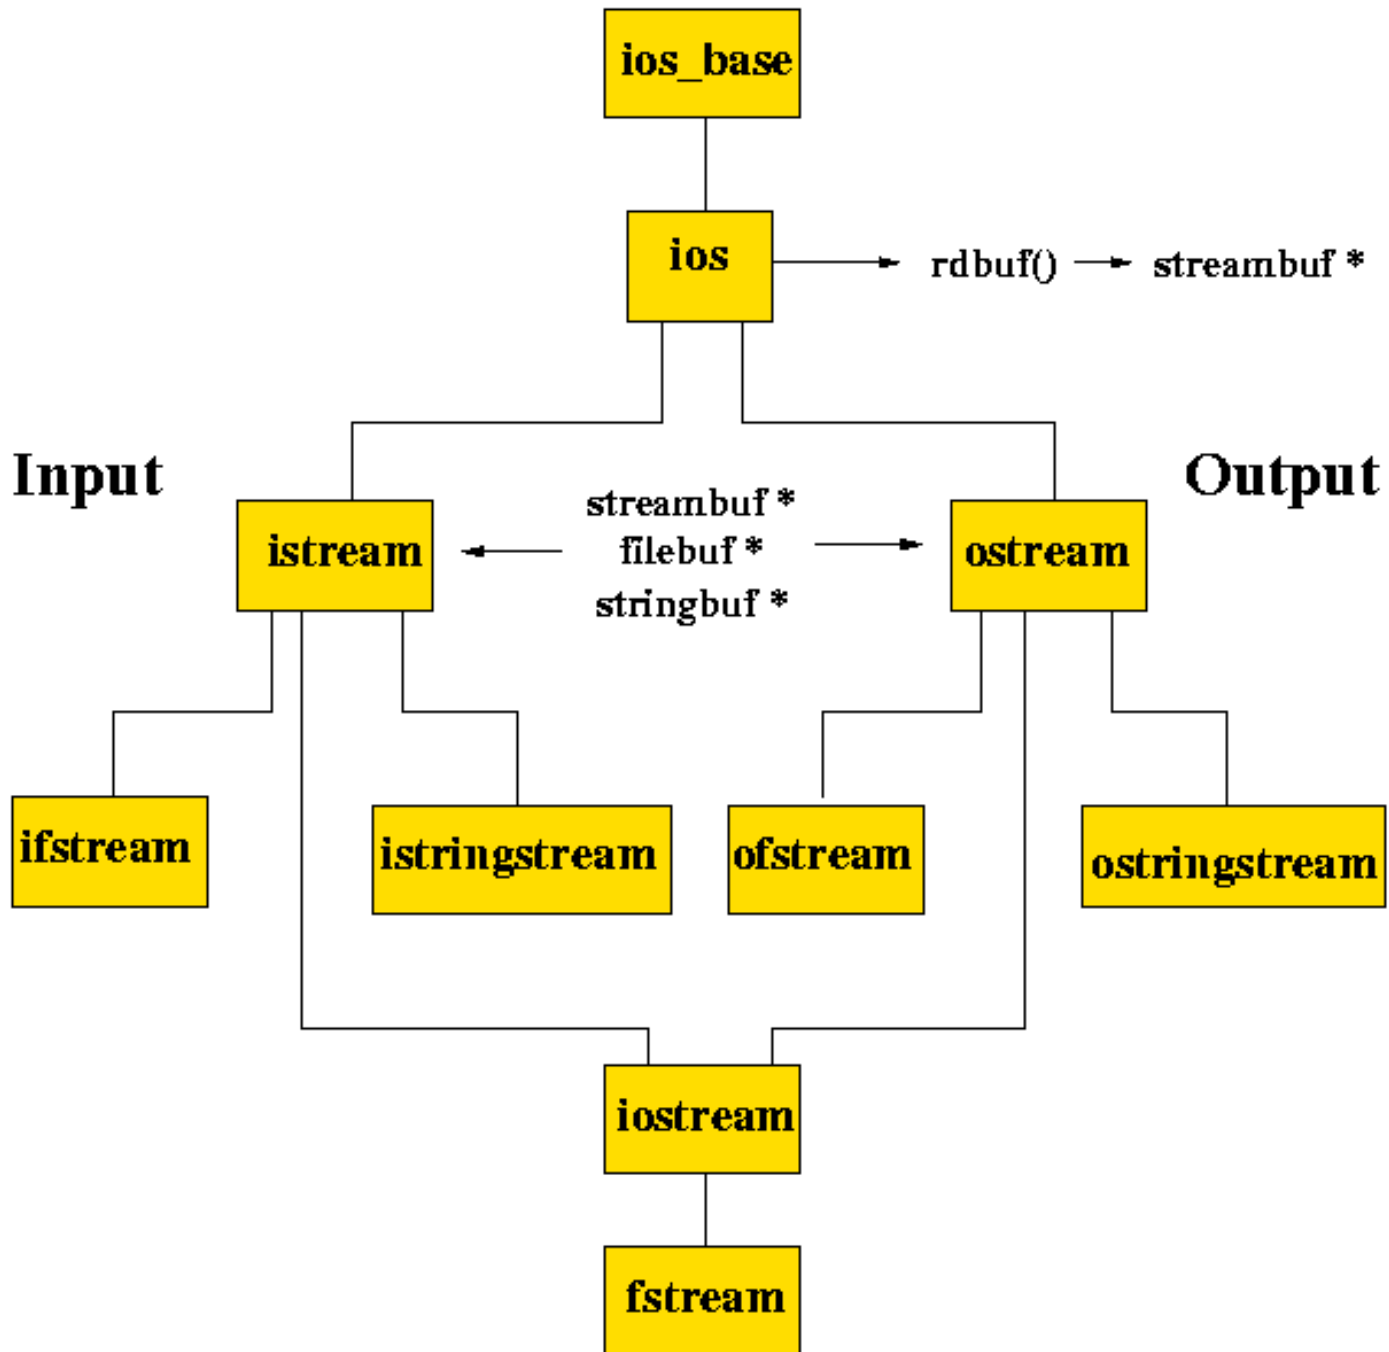 ios_base
ios
rdbuf()
streambuf *
Input
Output
streambuf *
istream
filebuf *
ostream
stringbuf *
ifstream
istringstream
ofstream
ostringstream
iostream
fstream